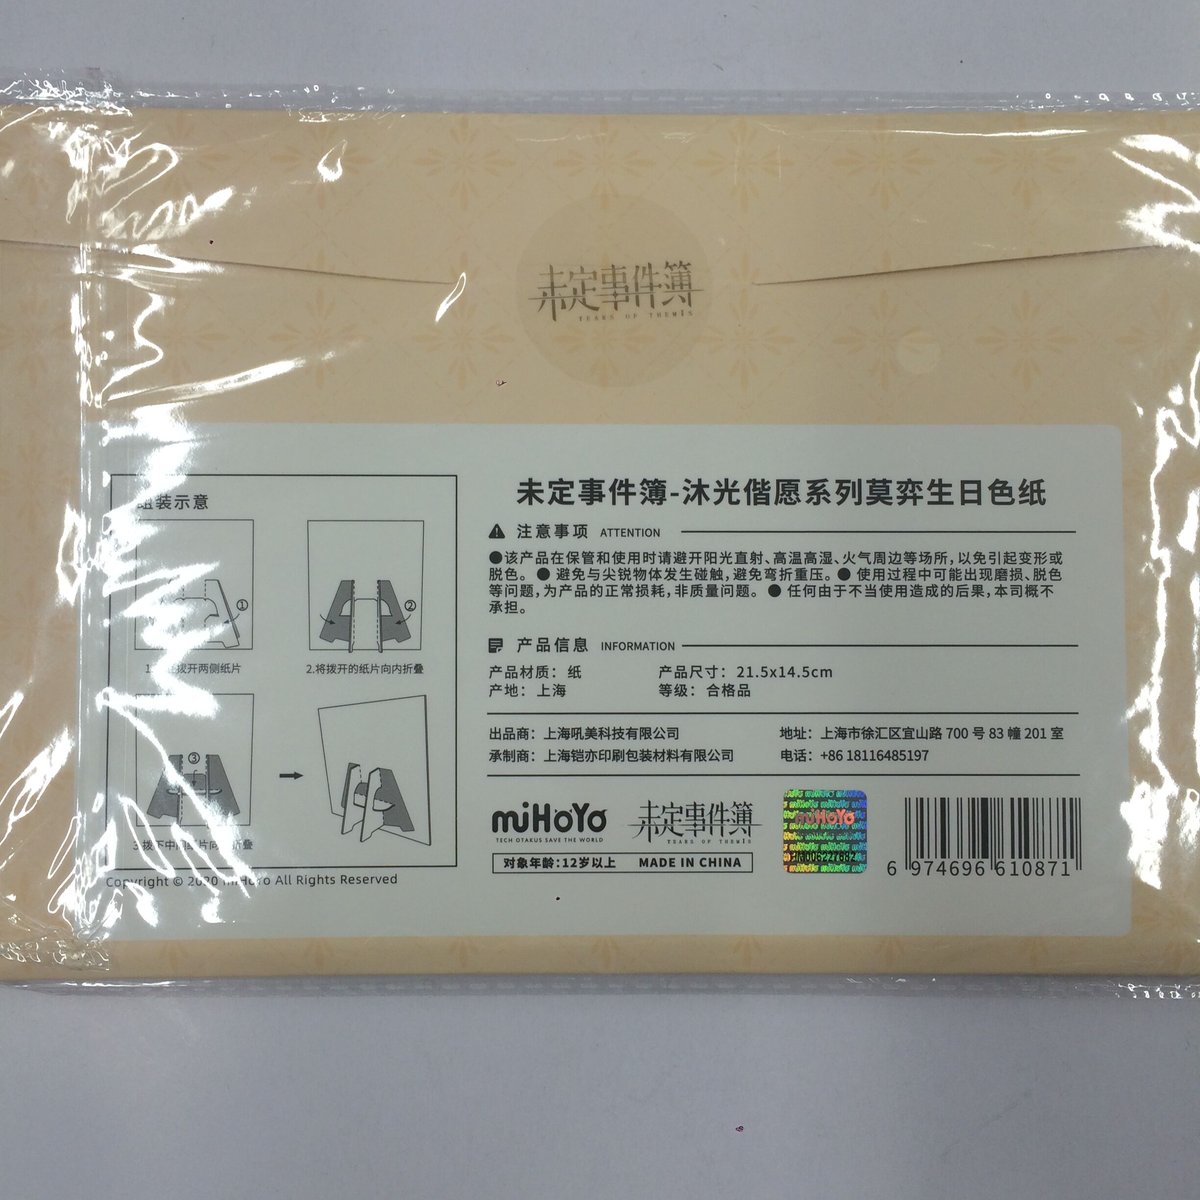 未定事件簿
TEARS OF THEMIS
组装示意
①
②
拨开两侧纸片
2.将拨开的纸片向内折叠
③
未定事件簿-沐光偕愿系列莫弈生日色纸
注意事项 ATTENTION
●该产品在保管和使用时请避开阳光直射、高温高湿、火气周边等场所,以免引起变形或
脱色。● 避免与尖锐物体发生碰触,避免弯折重压。● 使用过程中可能出现磨损、脱色
等问题,为产品的正常损耗,非质量问题。● 任何由于不当使用造成的后果,本司概不
承担。
产品信息 INFORMATION
产品材质：纸 产品尺寸：21.5x14.5cm
产地：上海 等级：合格品
出品商：上海吼美科技有限公司 地址：上海市徐汇区宜山路 700 号 83 幢 201 室
承制商：上海铠亦印刷包装材料有限公司 电话：+86 18116485197
miHoYo
TECH OTAKUS SAVE THE WORLD
未定事件簿
TEARS OF THEMIS
miHoYo
对象年龄:12岁以上 MADE IN CHINA
6 974696 610871
Copyright © 2020 miHoYo All Rights Reserved